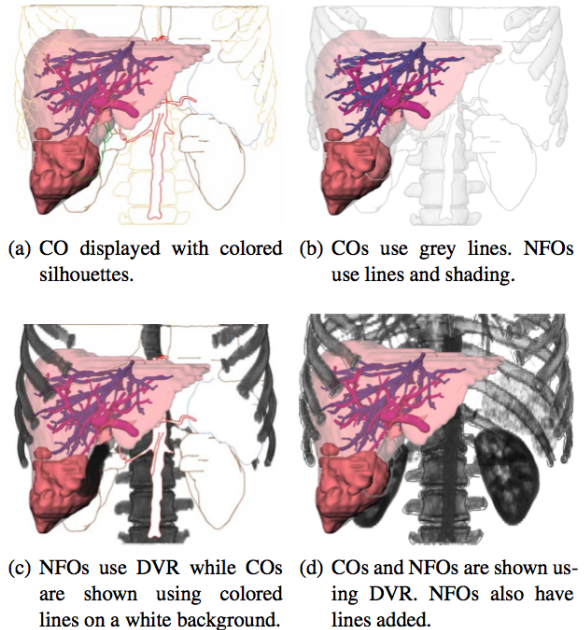 (a) CO displayed with colored
silhouettes.
(b) COs use grey lines. NFOs
use lines and shading.
(c) NFOs use DVR while COs
are shown using colored
lines on a white background.
(d) COs and NFOs are shown us-
ing DVR. NFOs also have
lines added.